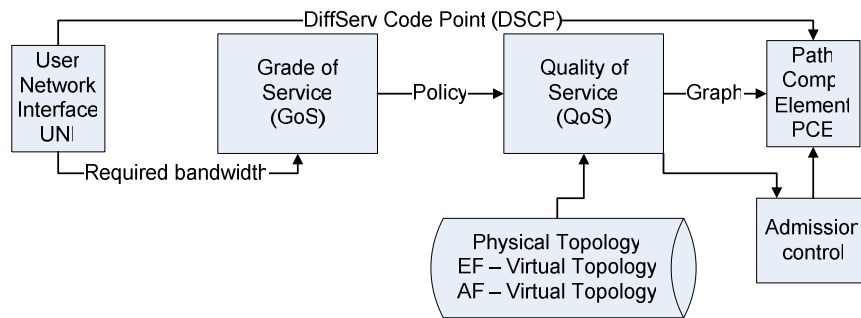 DiffServ Code Point (DSCP)
User
Network
Interface
UNI
Grade of
Service
(GoS)
Policy
Quality of
Service
(QoS)
Graph
Path
Comp
Element
PCE
Required bandwidth
Physical Topology
EF – Virtual Topology
AF – Virtual Topology
Admission
control